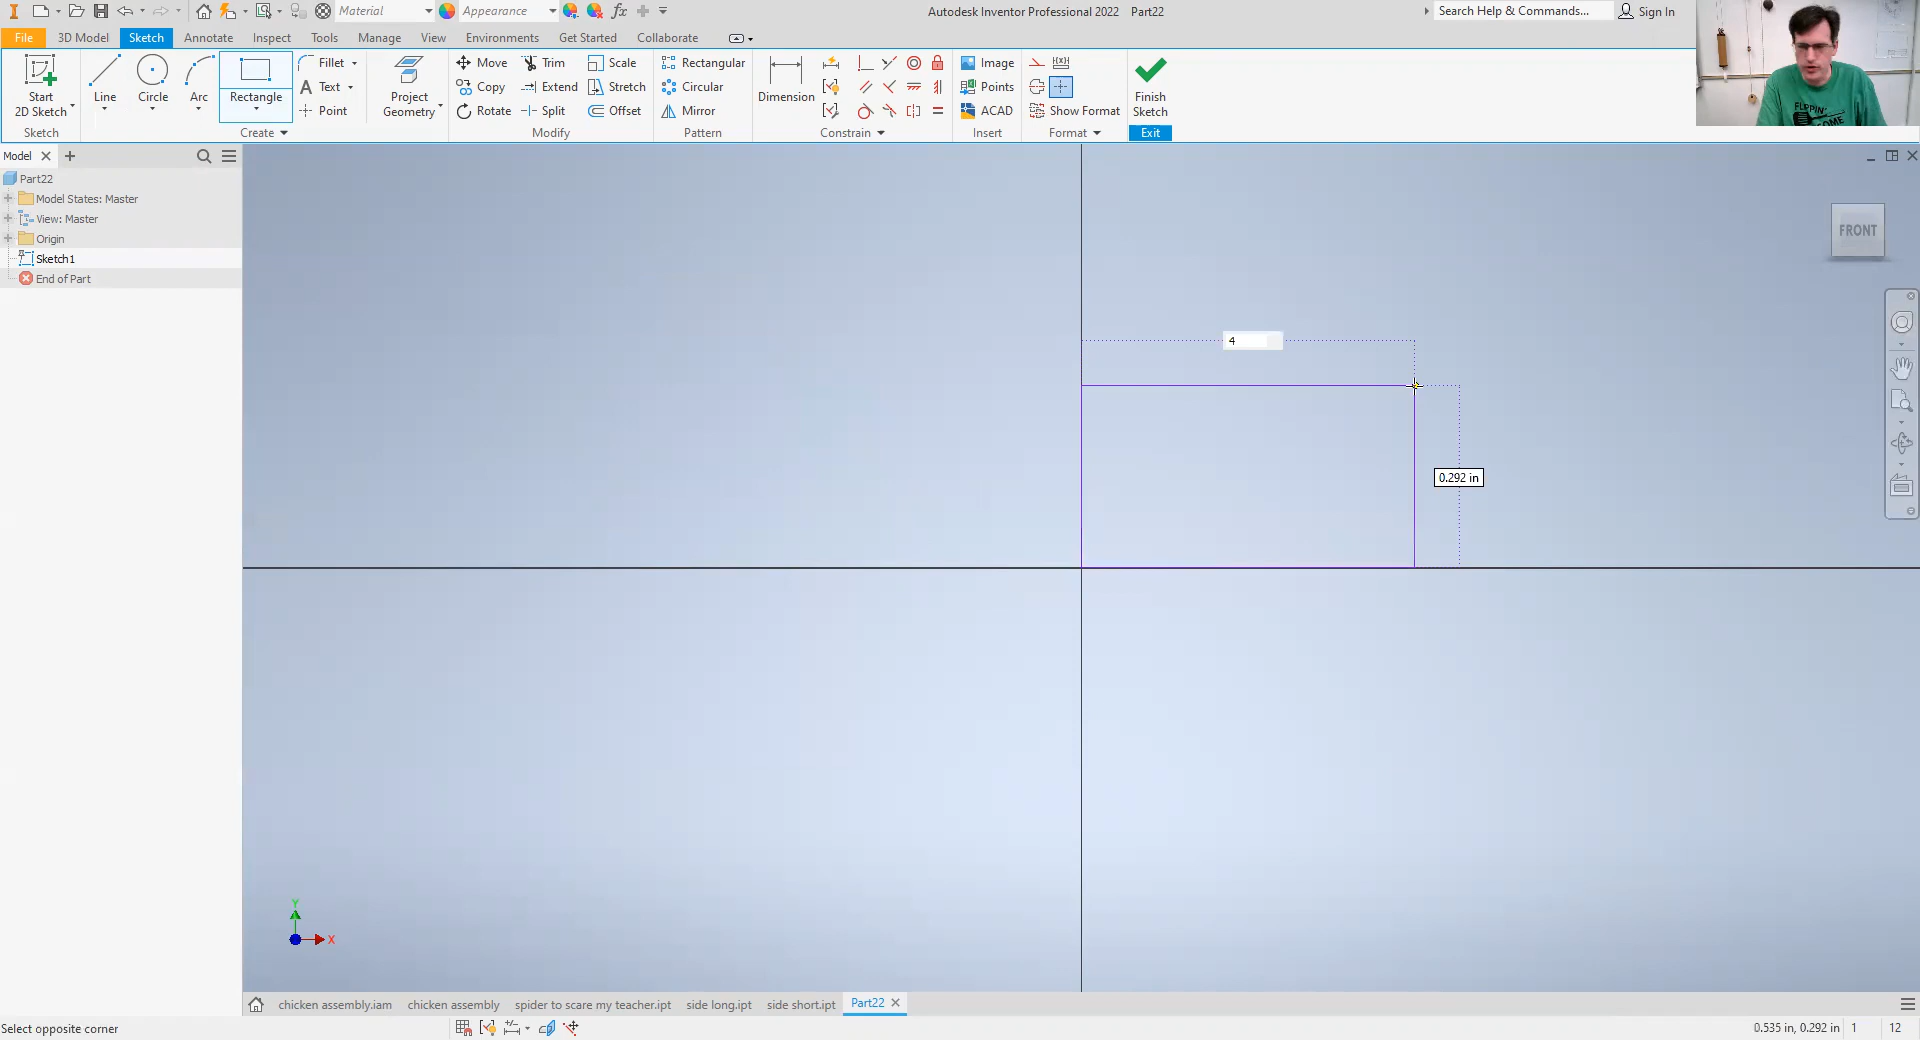 Material
Appearance
Autodesk Inventor Professional 2022 Part22
Search Help & Commands...
Sign In
File
3D Model
Sketch
Annotate
Inspect
Tools
Manage
View
Environments
Get Started
Collaborate
Start
2D Sketch
Line
Circle
Arc
Rectangle
Fillet
Text
Point
Project
Geometry
Move
Copy
Rotate
Trim
Extend
Split
Scale
Stretch
Offset
Rectangular
Circular
Mirror
Dimension
Image
Points
ACAD
Show Format
Finish
Sketch
Sketch
Create
Modify
Pattern
Constrain
Insert
Format
Exit
Model
Part22
Model States: Master
View: Master
Origin
Sketch1
End of Part
FRONT
4
0.292 in
Y
X
chicken assembly.iam
chicken assembly
spider to scare my teacher.ipt
side long.ipt
side short.ipt
Part22
Select opposite corner
0.535 in, 0.292 in
1
12